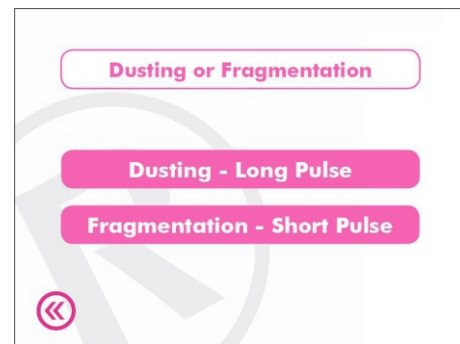 Dusting or Fragmentation
Dusting - Long Pulse
Fragmentation - Short Pulse